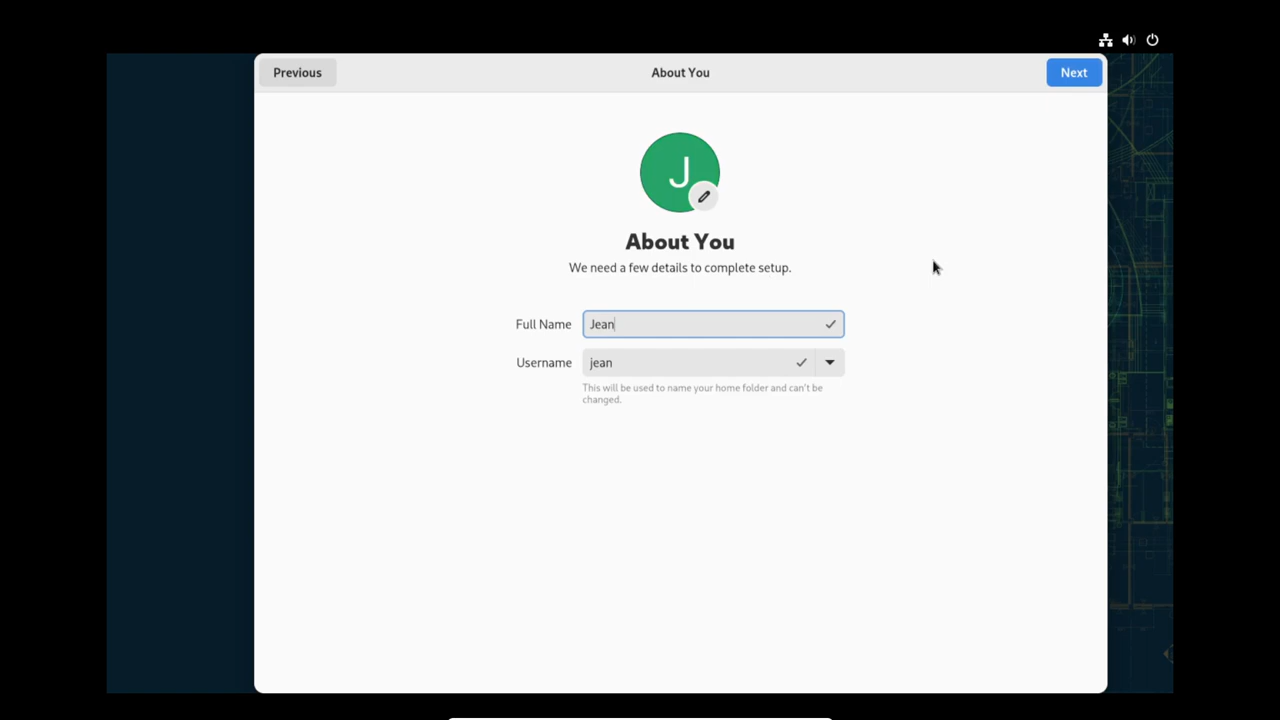 Previous
About You
Next
J
About You
We need a few details to complete setup.
Full Name
Jean
Username
jean
This will be used to name your home folder and can't be
changed.